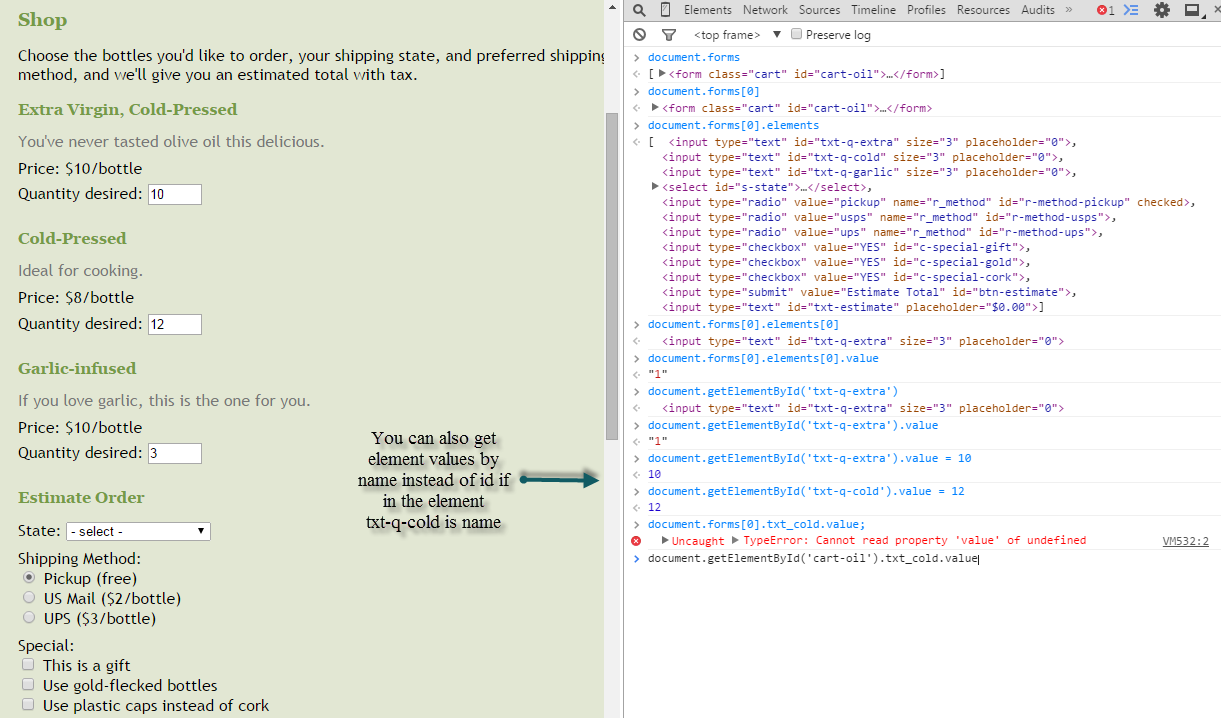 Shop
Choose the bottles you'd like to order, your shipping state, and preferred shipping
method, and we'll give you an estimated total with tax.
Extra Virgin, Cold-Pressed
You've never tasted olive oil this delicious.
Price: $10/bottle
Quantity desired: 10
Cold-Pressed
Ideal for cooking.
Price: $8/bottle
Quantity desired: 12
Garlic-infused
If you love garlic, this is the one for you.
Price: $10/bottle
Quantity desired: 3
Estimate Order
State: - select -
Shipping Method:
Pickup (free)
US Mail ($2/bottle)
UPS ($3/bottle)
Special:
This is a gift
Use gold-flecked bottles
Use plastic caps instead of cork
You can also get
element values by
name instead of id if
in the element
txt-q-cold is name
Elements Network Sources Timeline Profiles Resources Audits » 1
<top frame> ▼ Preserve log
document.forms
[ ▶<form class="cart" id="cart-oil">…</form>]
document.forms[0]
▶<form class="cart" id="cart-oil">…</form>
document.forms[0].elements
[ <input type="text" id="txt-q-extra" size="3" placeholder="0">,
<input type="text" id="txt-q-cold" size="3" placeholder="0">,
<input type="text" id="txt-q-garlic" size="3" placeholder="0">,
▶<select id="s-state">…</select>,
<input type="radio" value="pickup" name="r_method" id="r-method-pickup" checked>,
<input type="radio" value="usps" name="r_method" id="r-method-usps">,
<input type="radio" value="ups" name="r_method" id="r-method-ups">,
<input type="checkbox" value="YES" id="c-special-gift">,
<input type="checkbox" value="YES" id="c-special-gold">,
<input type="checkbox" value="YES" id="c-special-cork">,
<input type="submit" value="Estimate Total" id="btn-estimate">,
<input type="text" id="txt-estimate" placeholder="$0.00">]
document.forms[0].elements[0]
<input type="text" id="txt-q-extra" size="3" placeholder="0">
document.forms[0].elements[0].value
"1"
document.getElementById('txt-q-extra')
<input type="text" id="txt-q-extra" size="3" placeholder="0">
document.getElementById('txt-q-extra').value
"1"
document.getElementById('txt-q-extra').value = 10
10
document.getElementById('txt-q-cold').value = 12
12
document.forms[0].txt_cold.value;
▶Uncaught ▶TypeError: Cannot read property 'value' of undefined VM532:2
document.getElementById('cart-oil').txt_cold.value